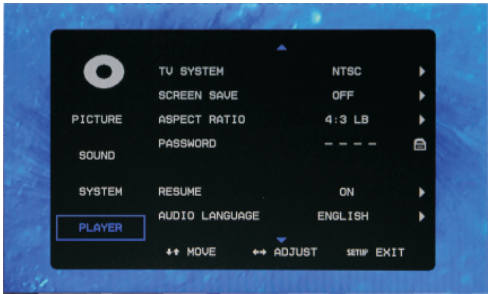 TV SYSTEM NTSC
SCREEN SAVE OFF
PICTURE ASPECT RATIO 4:3 LB
PASSWORD – – – –
SOUND
SYSTEM RESUME ON
AUDIO LANGUAGE ENGLISH
PLAYER
MOVE ADJUST SETUP EXIT